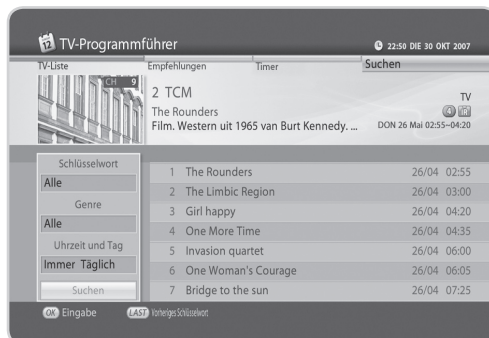 12 TV-Programmführer
22:50 DIE 30 OKT 2007
TV-Liste Empfehlungen Timer Suchen
CH 9
2 TCM
TV
The Rounders
4
Film. Western uit 1965 van Burt Kennedy. ...
DON 26 Mai 02:55~04:20
Schlüsselwort
Alle
Genre
Alle
Uhrzeit und Tag
Immer Täglich
Suchen
1 The Rounders 26/04 02:55
2 The Limbic Region 26/04 03:00
3 Girl happy 26/04 04:20
4 One More Time 26/04 04:35
5 Invasion quartet 26/04 06:00
6 One Woman's Courage 26/04 06:05
7 Bridge to the sun 26/04 07:25
OK Eingabe LAST Vorheriges Schlüsselwort